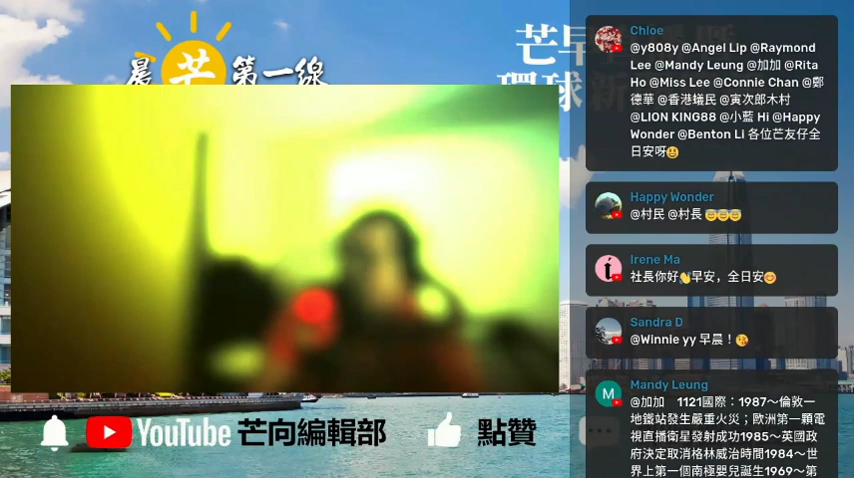 晨芒第一線
芒早
環球新
Chloe
@y808y @Angel Lip @Raymond
Lee @Mandy Leung @加加 @Rita
Ho @Miss Lee @Connie Chan @鄭
德華 @香港蟻民 @寅次郎木村
@LION KING88 @小藍 Hi @Happy
Wonder @Benton Li 各位芒友仔全
日安呀😃
Happy Wonder
@村民 @村長 😇😇😇
Irene Ma
社長你好👋早安，全日安😊
Sandra D
@Winnie yy 早晨！😘
M
Mandy Leung
@加加 1121國際：1987～倫敦一
地鐵站發生嚴重火災；歐洲第一顆電
視直播衛星發射成功1985～英國政
府決定取消格林威治時間1984～世
界上第一個南極嬰兒誕生1969～第
YouTube 芒向編輯部 點贊